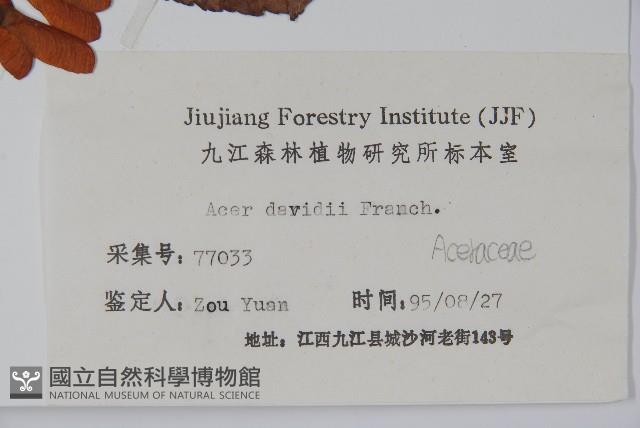 Jiujiang Forestry Institute (JJF)
九江森林植物研究所标本室
Acer davidii Franch.
Aceraceae
采集号: 77033
鉴定人: Zou Yuan 时间: 95/08/27
地址: 江西九江县城沙河老街143号
國立自然科學博物館
NATIONAL MUSEUM OF NATURAL SCIENCE